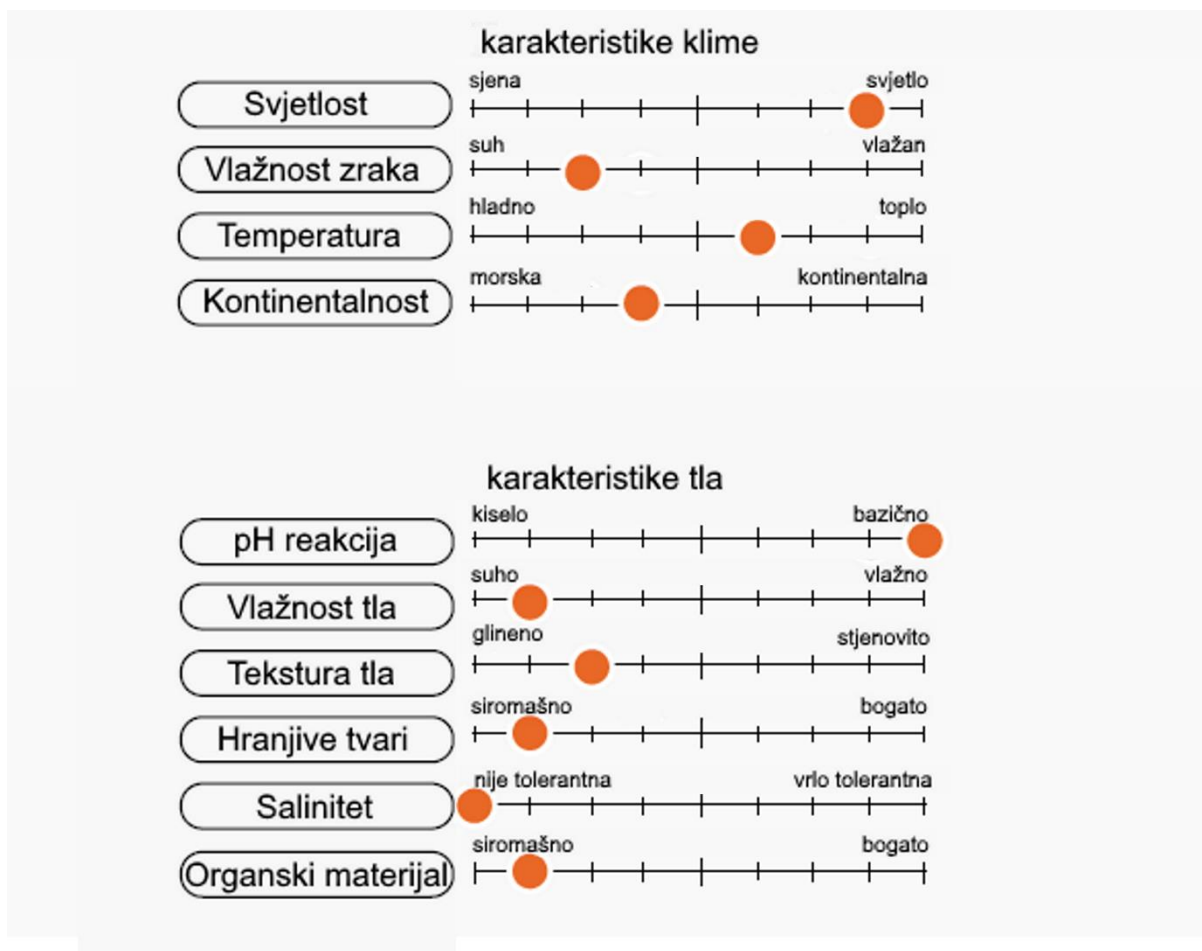 karakteristike klime
sjena svjetlo
Svjetlost
suh vlažan
Vlažnost zraka
hladno toplo
Temperatura
morska kontinentalna
Kontinentalnost
karakteristike tla
kiselo bazično
pH reakcija
suho vlažno
Vlažnost tla
glineno stjenovito
Tekstura tla
siromašno bogato
Hranjive tvari
nije tolerantna vrlo tolerantna
Salinitet
siromašno bogato
Organski materijal